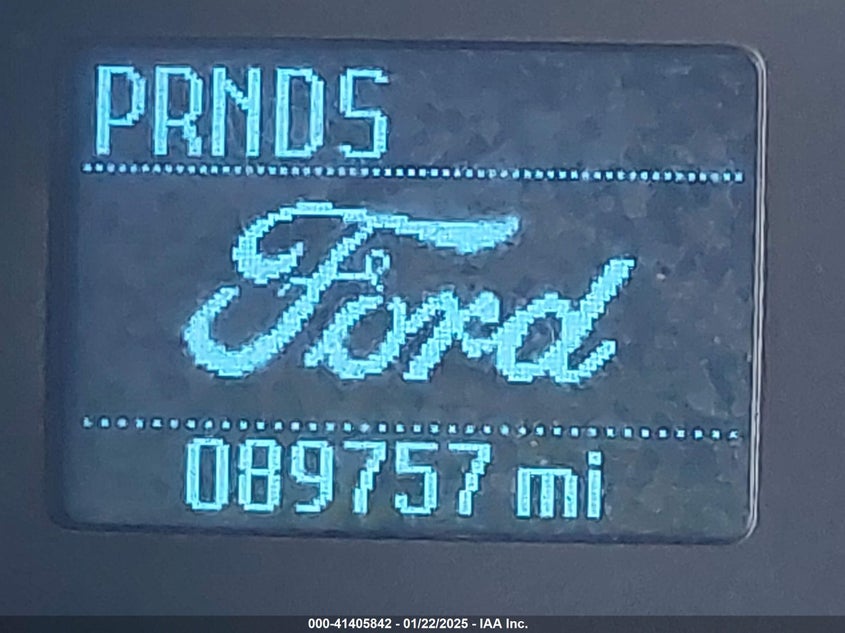 PRNDS
Ford
089757 mi
000-41405842 - 01/22/2025 - IAA Inc.